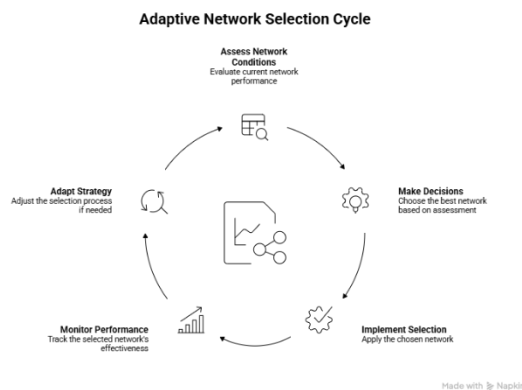 Adaptive Network Selection Cycle
Assess Network
Conditions
Evaluate current network
performance
Make Decisions
Choose the best network
based on assessment
Implement Selection
Apply the chosen network
Monitor Performance
Track the selected network's
effectiveness
Adapt Strategy
Adjust the selection process
if needed
Made with Napkin